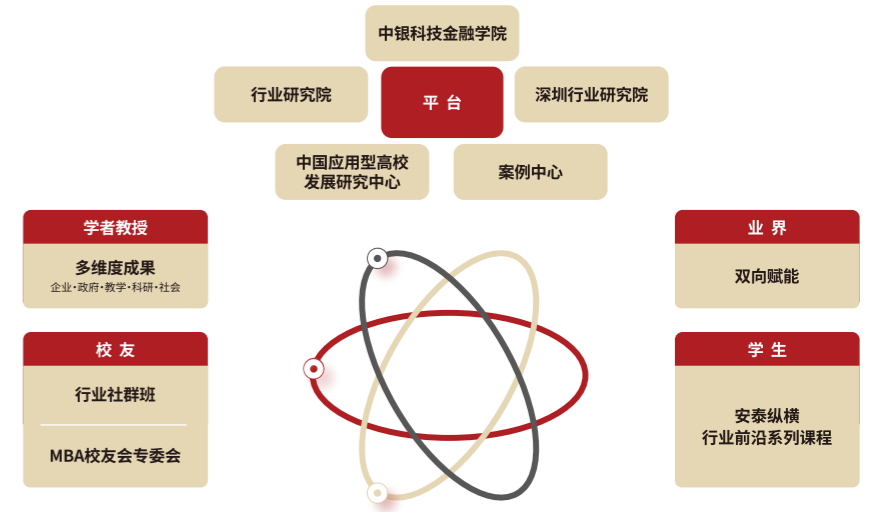 中银科技金融学院
行业研究院
平 台
深圳行业研究院
中国应用型高校
发展研究中心
案例中心
学者教授
多维度成果
企业•政府•教学•科研•社会
业 界
双向赋能
校 友
行业社群班
MBA校友会专委会
学 生
安泰纵横
行业前沿系列课程